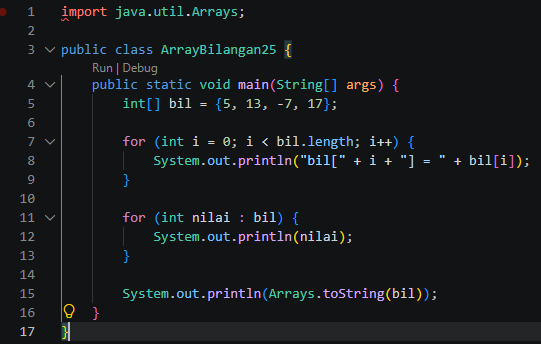 1 import java.util.Arrays;
2
3 public class ArrayBilangan25 {
Run | Debug
4 public static void main(String[] args) {
5 int[] bil = {5, 13, -7, 17};
6
7 for (int i = 0; i < bil.length; i++) {
8 System.out.println("bil[" + i + "] = " + bil[i]);
9 }
10
11 for (int nilai : bil) {
12 System.out.println(nilai);
13 }
14
15 System.out.println(Arrays.toString(bil));
16 }
17 }